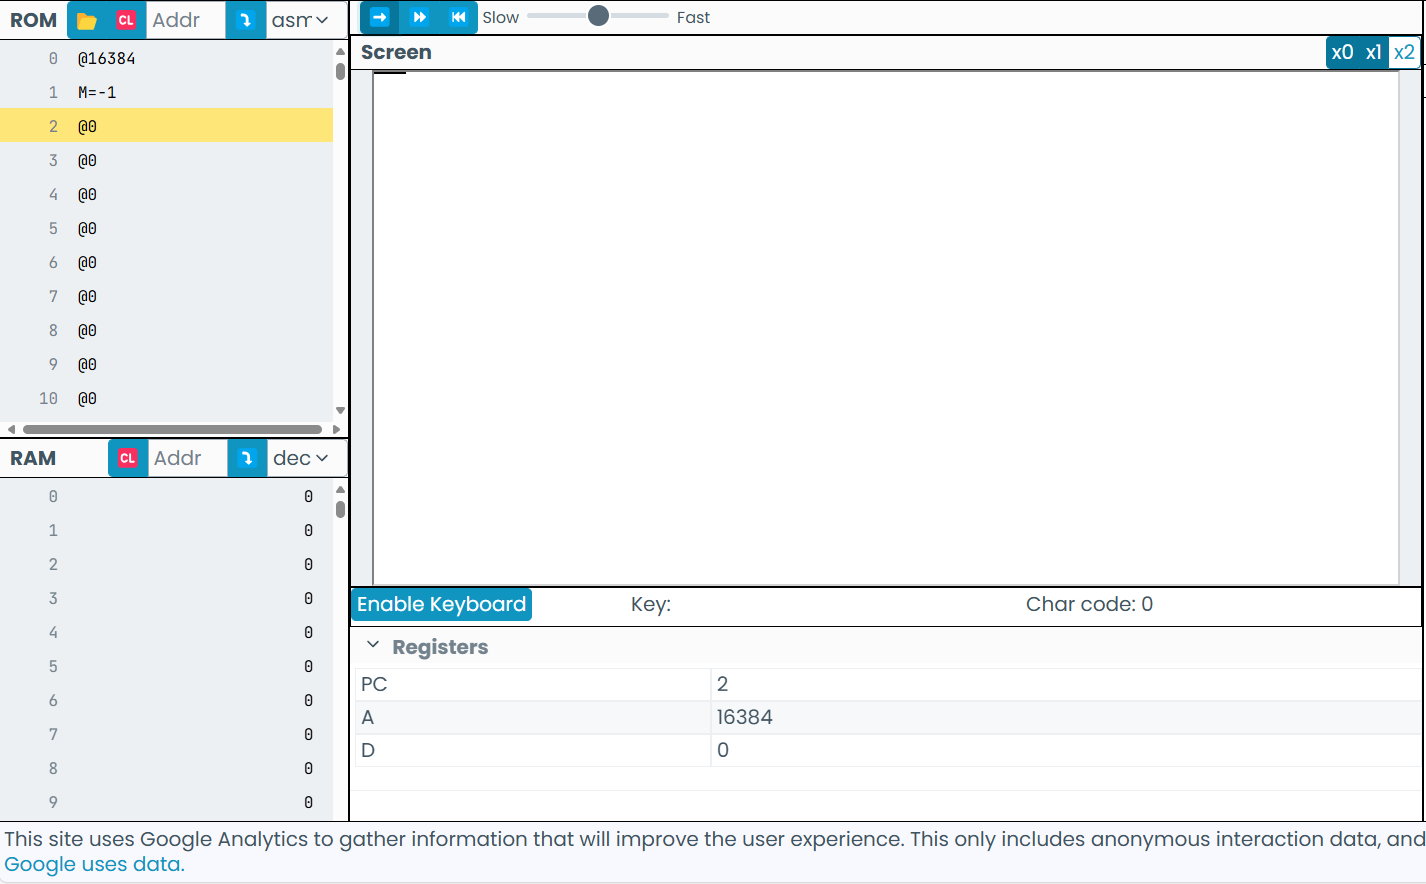 ROM CL Addr asm
0 @16384
1 M=-1
2 @0
3 @0
4 @0
5 @0
6 @0
7 @0
8 @0
9 @0
10 @0
RAM CL Addr dec
0 0
1 0
2 0
3 0
4 0
5 0
6 0
7 0
8 0
9 0
Slow Fast
Screen x0 x1 x2
Enable Keyboard Key: Char code: 0
Registers
PC 2
A 16384
D 0
This site uses Google Analytics to gather information that will improve the user experience. This only includes anonymous interaction data, and
Google uses data.